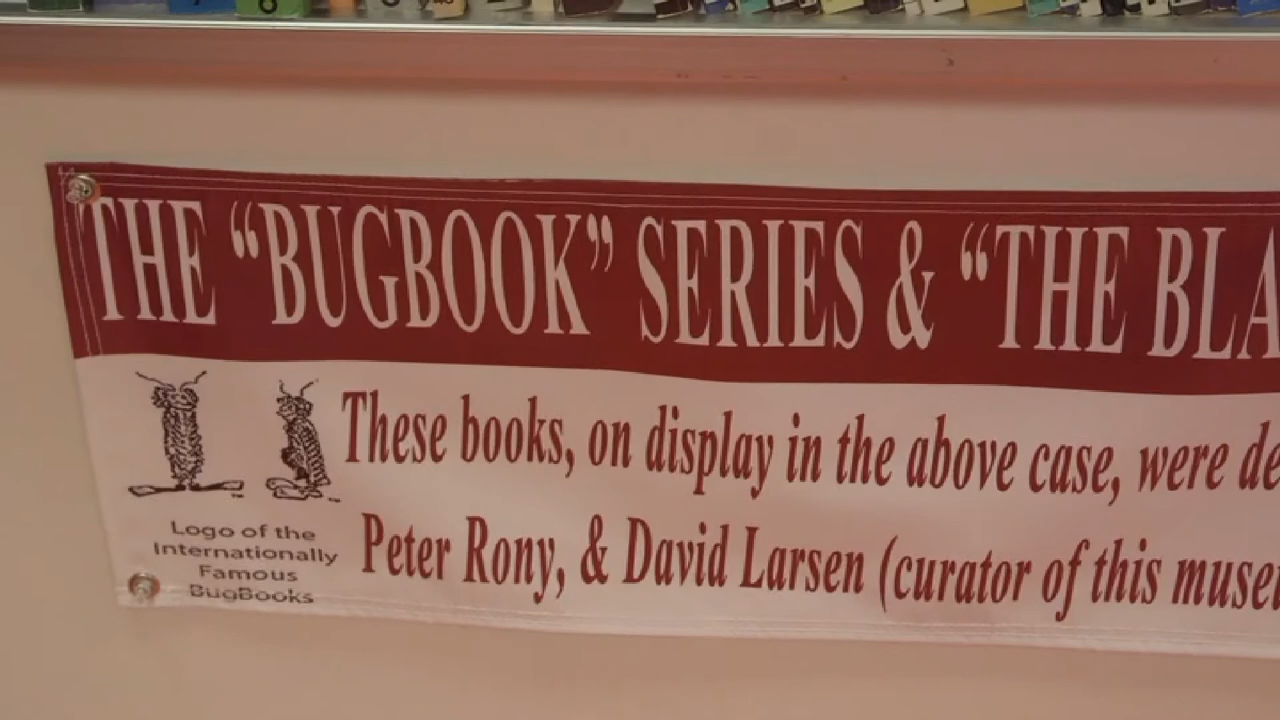 THE “BUGBOOK” SERIES & “THE BLA
These books, on display in the above case, were de
Peter Rony, & David Larsen (curator of this muse
Logo of the
Internationally
Famous
BugBooks